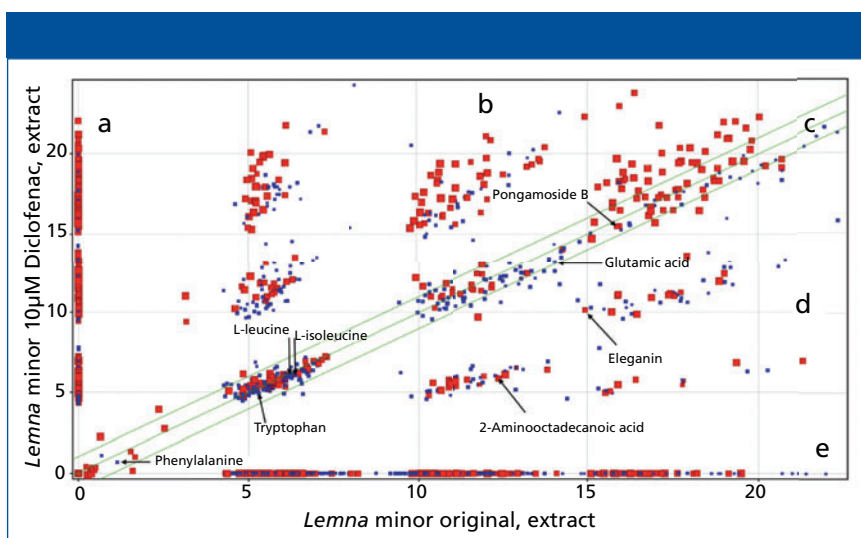 a
b
c
20
Pongamoside B
15
Glutamic acid
d
10
L-leucine
L-isoleucine
Eleganin
5
Tryptophan
2-Aminooctadecanoic acid
Phenylalanine
e
0
0
5
10
15
20
Lemna minor 10µM Diclofenac, extract
Lemna minor original, extract